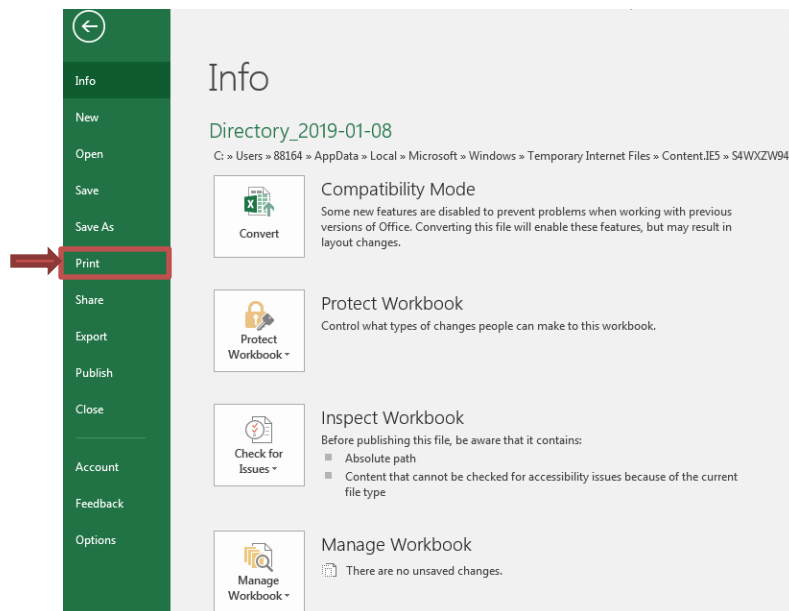 Info
New
Open
Save
Save As
Print
Share
Export
Publish
Close
Account
Feedback
Options
Info
Directory_2019-01-08
C: » Users » 88164 » AppData » Local » Microsoft » Windows » Temporary Internet Files » Content.IE5 » S4WXZW94
Convert
Compatibility Mode
Some new features are disabled to prevent problems when working with previous
versions of Office. Converting this file will enable these features, but may result in
layout changes.
Protect
Workbook
Protect Workbook
Control what types of changes people can make to this workbook.
Check for
Issues
Inspect Workbook
Before publishing this file, be aware that it contains:
Absolute path
Content that cannot be checked for accessibility issues because of the current
file type
Manage
Workbook
Manage Workbook
There are no unsaved changes.